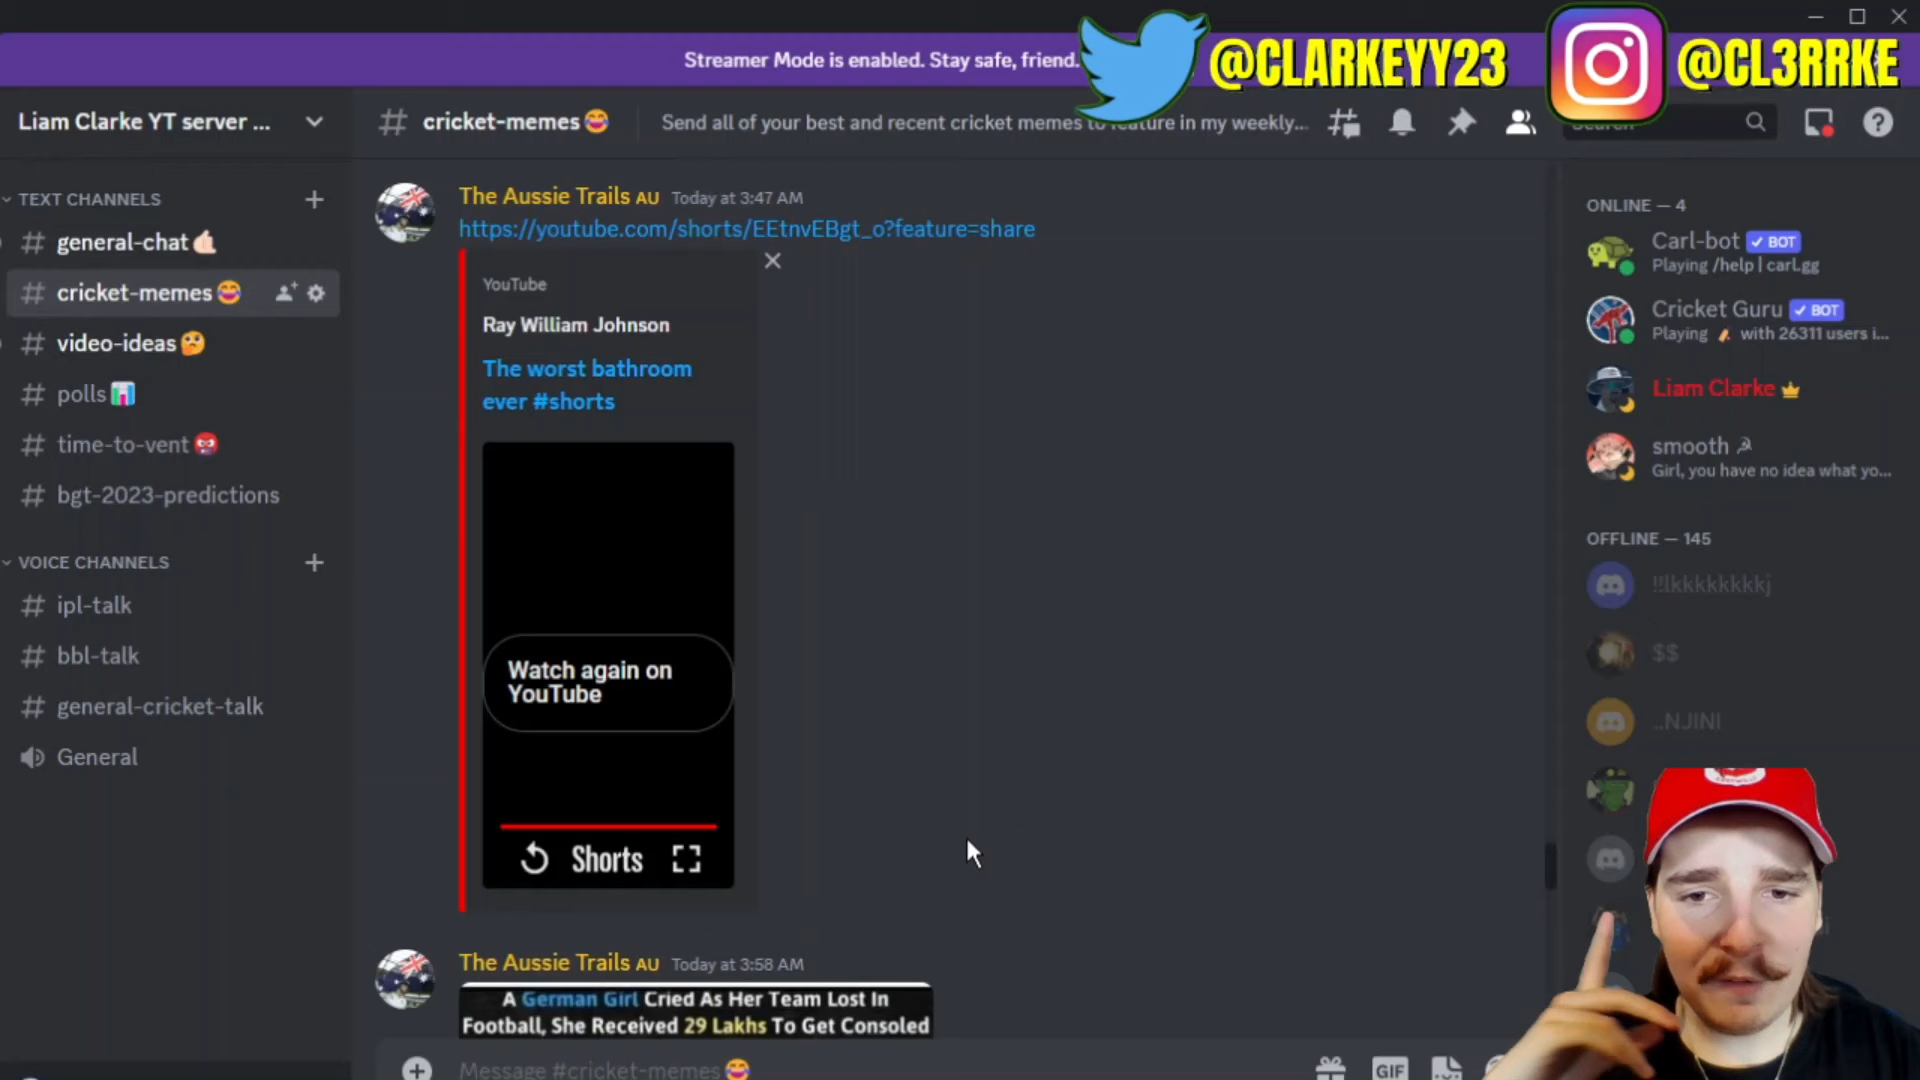 Streamer Mode is enabled. Stay safe, friend.
@CLARKEYY23
@CL3RRKE
Liam Clarke YT server ...
cricket-memes😂
Send all of your best and recent cricket memes to feature in my weekly...
TEXT CHANNELS
general-chat🤙🏻
cricket-memes😂
video-ideas🤔
polls📊
time-to-vent👹
bgt-2023-predictions
VOICE CHANNELS
ipl-talk
bbl-talk
general-cricket-talk
General
The Aussie Trails AU Today at 3:47 AM
https://youtube.com/shorts/EEtnvEBgt_o?feature=share
YouTube
Ray William Johnson
The worst bathroom
ever #shorts
Watch again on
YouTube
Shorts
The Aussie Trails AU Today at 3:58 AM
A German Girl Cried As Her Team Lost In
Football, She Received 29 Lakhs To Get Consoled
Message #cricket-memes😂
GIF
ONLINE — 4
Carl-bot ✓ BOT
Playing /help | carl.gg
Cricket Guru ✓ BOT
Playing 🏏 with 26311 users i...
Liam Clarke
smooth ☭
Girl, you have no idea what yo...
OFFLINE — 145
!!lkkkkkkkkj
$$
..NJINI